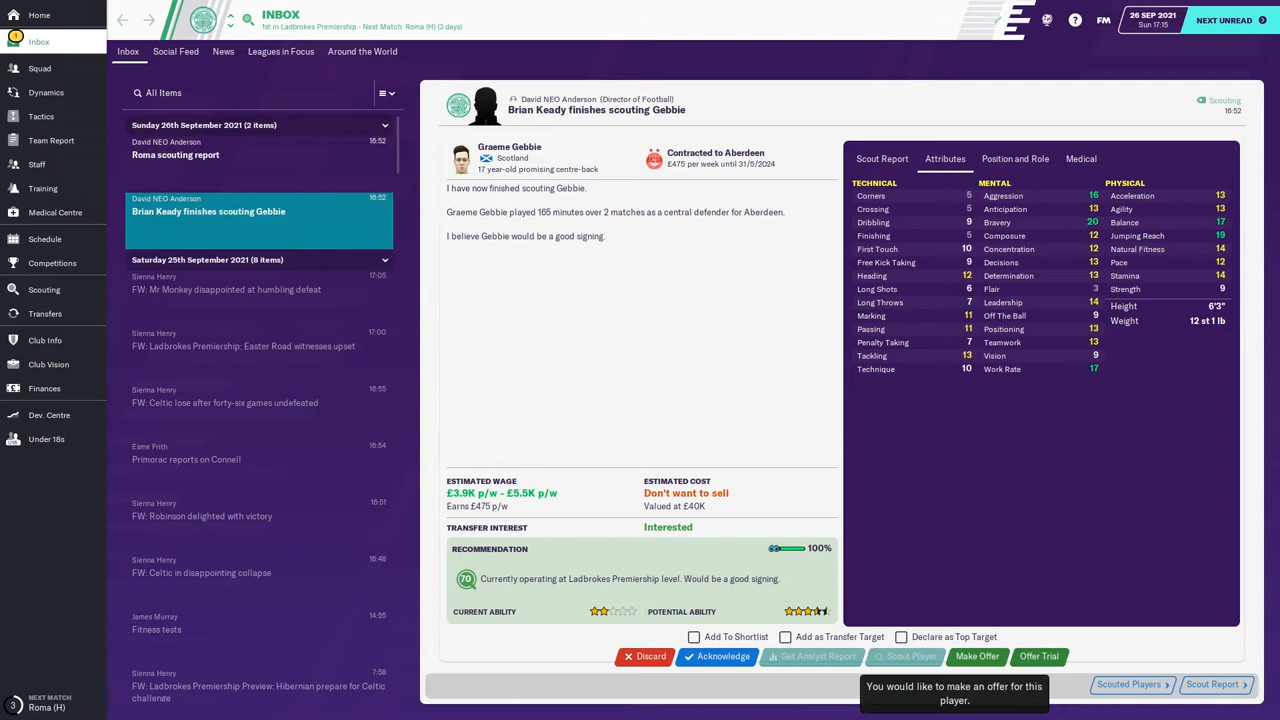 Home
1
Inbox
Squad
Dynamics
Tactics
Team Report
Staff
Training
Medical Centre
Schedule
Competitions
Scouting
Transfers
Club Info
Club Vision
Finances
Dev. Centre
Under 18s
3 NEXT MATCH
Roma (H)
INBOX
1st in Ladbrokes Premiership - Next Match: Roma (H) (3 days)
? FM 26 SEP 2021
Sun 17:15
NEXT UNREAD
Inbox Social Feed News Leagues in Focus Around the World
All Items
Sunday 26th September 2021 (2 items)
David NEO Anderson 16:52
Roma scouting report
David NEO Anderson 16:52
Brian Keady finishes scouting Gebbie
Saturday 25th September 2021 (8 items)
Sienna Henry 17:05
FW: Mr Monkey disappointed at humbling defeat
Sienna Henry 17:00
FW: Ladbrokes Premiership: Easter Road witnesses upset
Sienna Henry 16:55
FW: Celtic lose after forty-six games undefeated
Esme Frith 16:54
Primorac reports on Connell
Sienna Henry 16:51
FW: Robinson delighted with victory
Sienna Henry 16:48
FW: Celtic in disappointing collapse
James Murray 14:55
Fitness tests
Sienna Henry 7:58
FW: Ladbrokes Premiership Preview: Hibernian prepare for Celtic
challenge
David NEO Anderson (Director of Football)
Brian Keady finishes scouting Gebbie
Scouting
16:52
Graeme Gebbie
Scotland
17 year-old promising centre-back
Contracted to Aberdeen
£475 per week until 31/5/2024
I have now finished scouting Gebbie.
Graeme Gebbie played 165 minutes over 2 matches as a central defender for Aberdeen.
I believe Gebbie would be a good signing.
ESTIMATED WAGE
£3.9K p/w - £5.5K p/w
Earns £475 p/w
ESTIMATED COST
Don't want to sell
Valued at £40K
TRANSFER INTEREST Interested
RECOMMENDATION 100%
70 Currently operating at Ladbrokes Premiership level. Would be a good signing.
CURRENT ABILITY POTENTIAL ABILITY
Scout Report Attributes Position and Role Medical
TECHNICAL MENTAL PHYSICAL
Corners 5 Aggression 16 Acceleration 13
Crossing 5 Anticipation 13 Agility 13
Dribbling 9 Bravery 20 Balance 17
Finishing 5 Composure 12 Jumping Reach 19
First Touch 10 Concentration 12 Natural Fitness 14
Free Kick Taking 9 Decisions 13 Pace 12
Heading 12 Determination 13 Stamina 14
Long Shots 6 Flair 3 Strength 9
Long Throws 7 Leadership 14 Height 6'3"
Marking 11 Off The Ball 9 Weight 12 st 1 lb
Passing 11 Positioning 13
Penalty Taking 7 Teamwork 13
Tackling 13 Vision 9
Technique 10 Work Rate 17
Add To Shortlist Add as Transfer Target Declare as Top Target
Discard Acknowledge Get Analyst Report Scout Player Make Offer Offer Trial
You would like to make an offer for this
player.
Scouted Players Scout Report